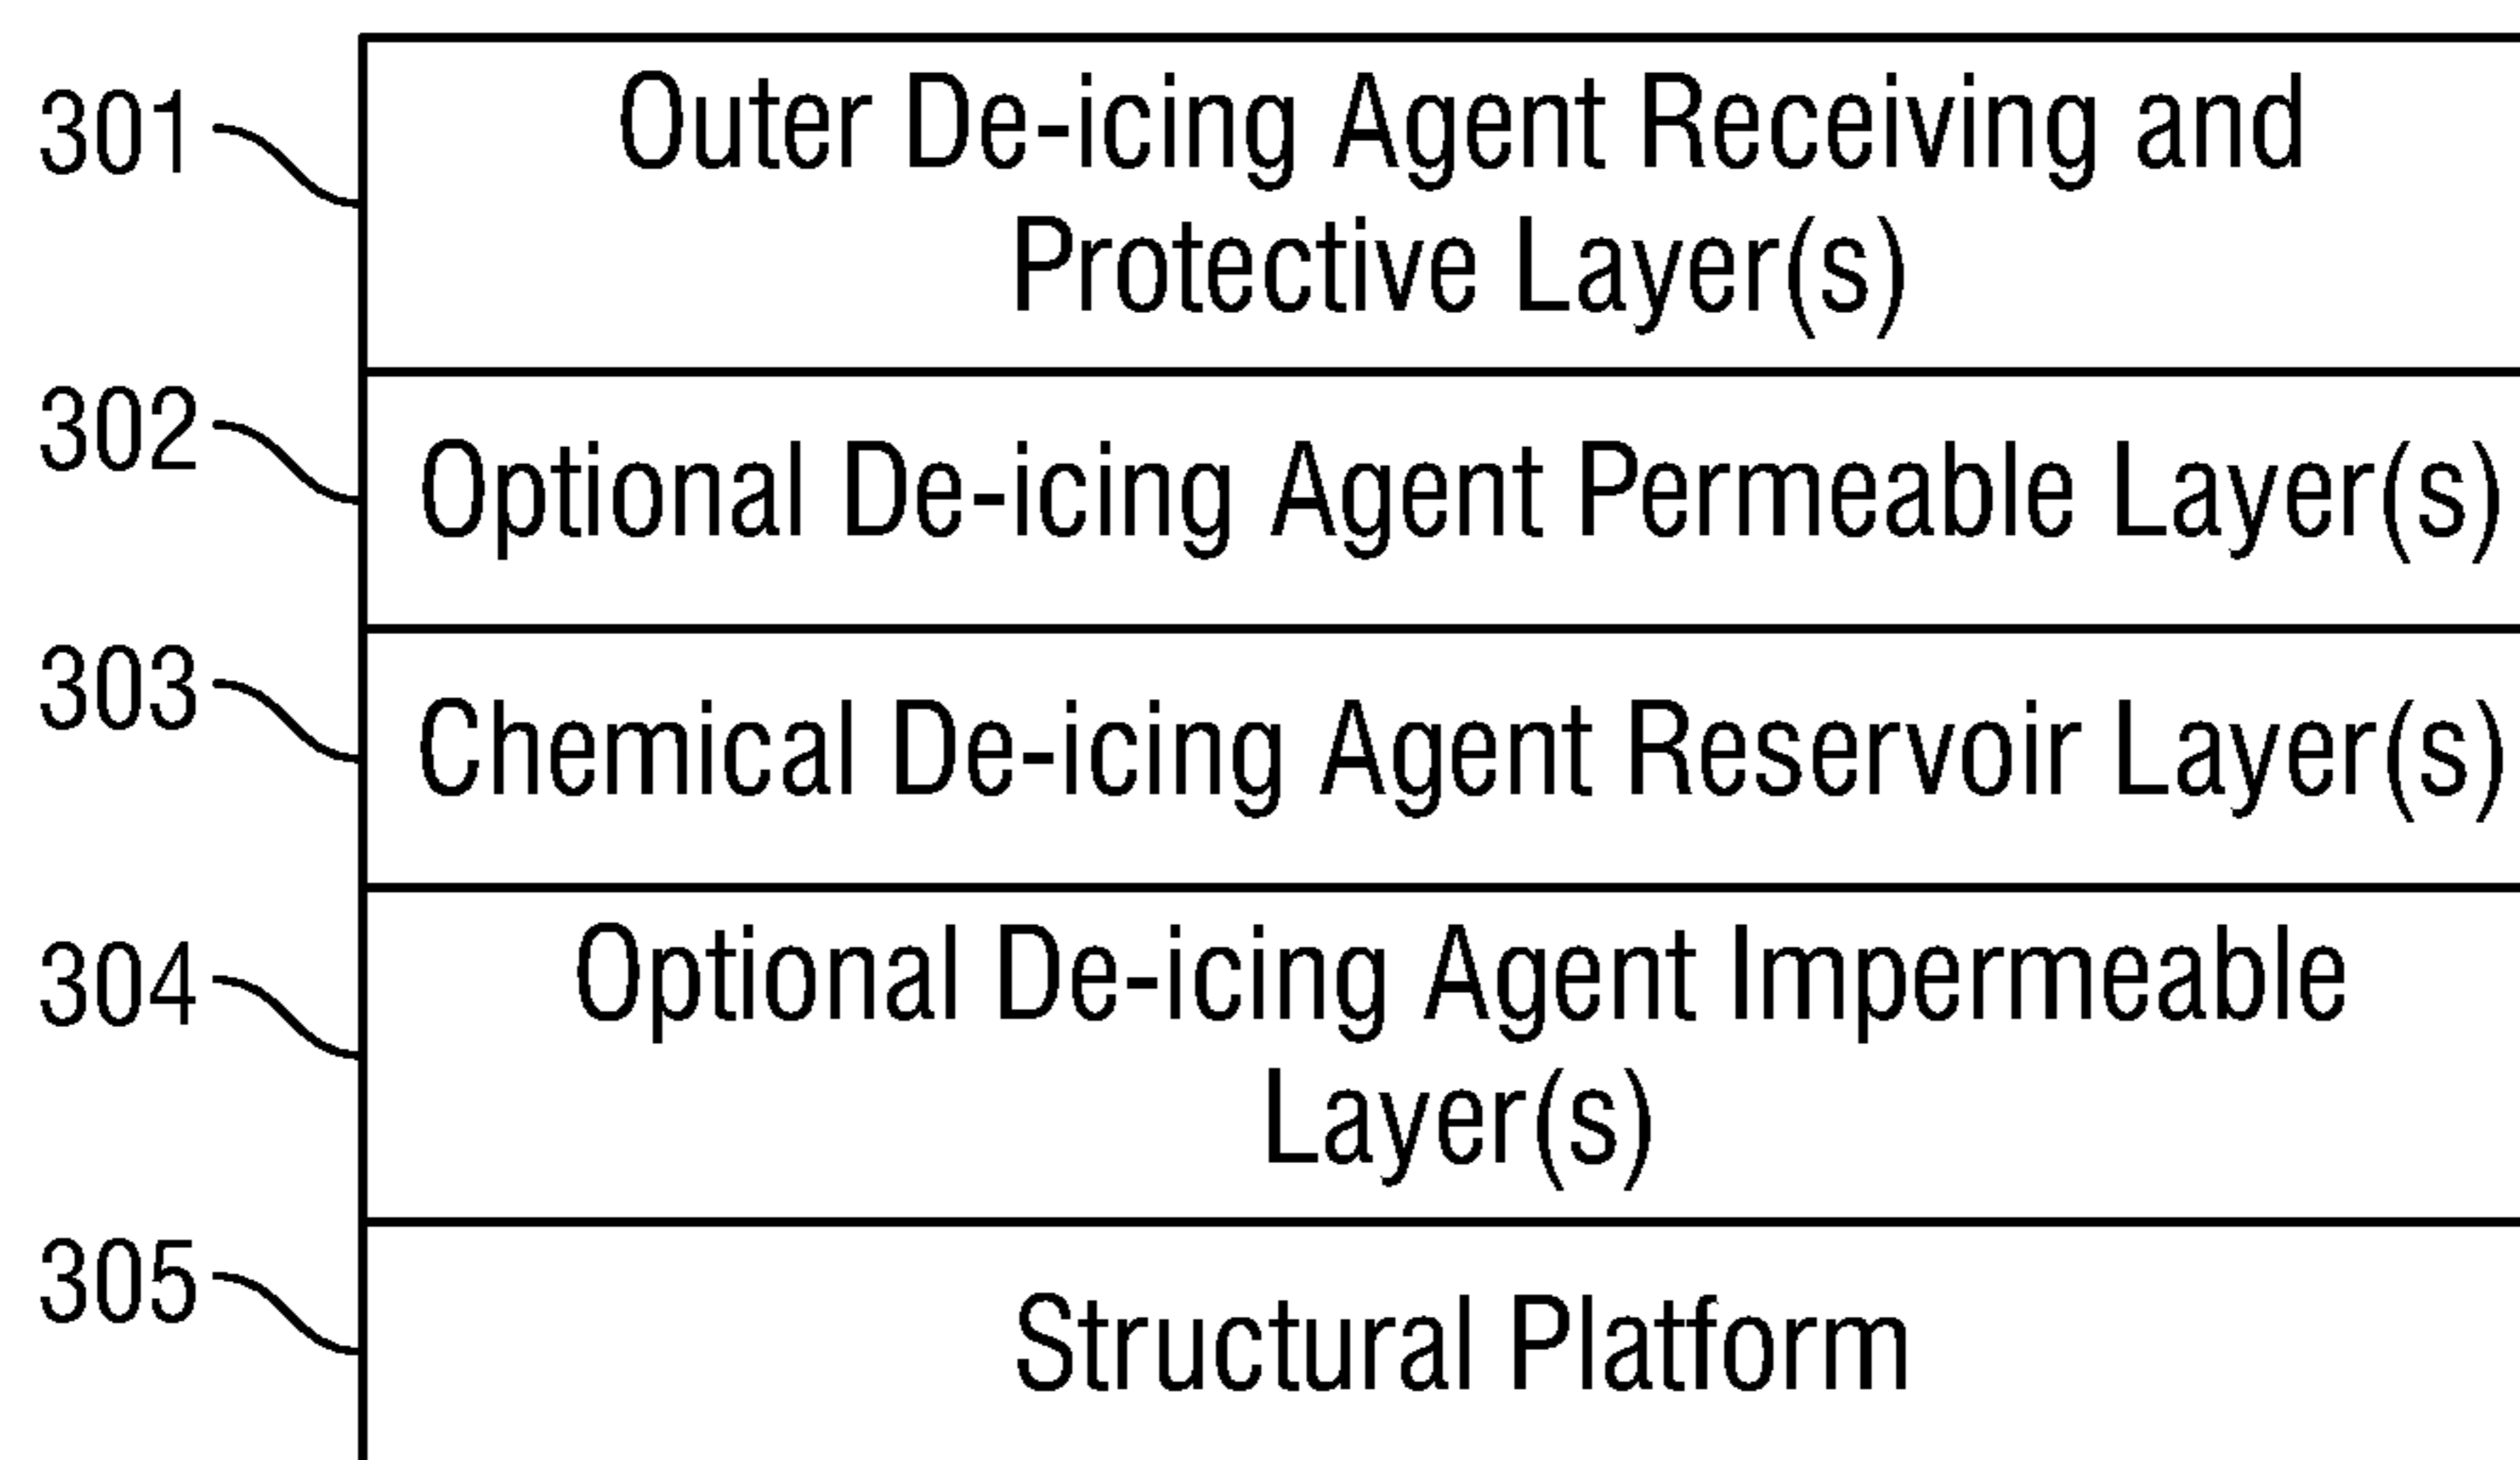 301
Outer De-icing Agent Receiving and
Protective Layer(s)
302
Optional De-icing Agent Permeable Layer(s)
303
Chemical De-icing Agent Reservoir Layer(s)
304
Optional De-icing Agent Impermeable
Layer(s)
305
Structural Platform